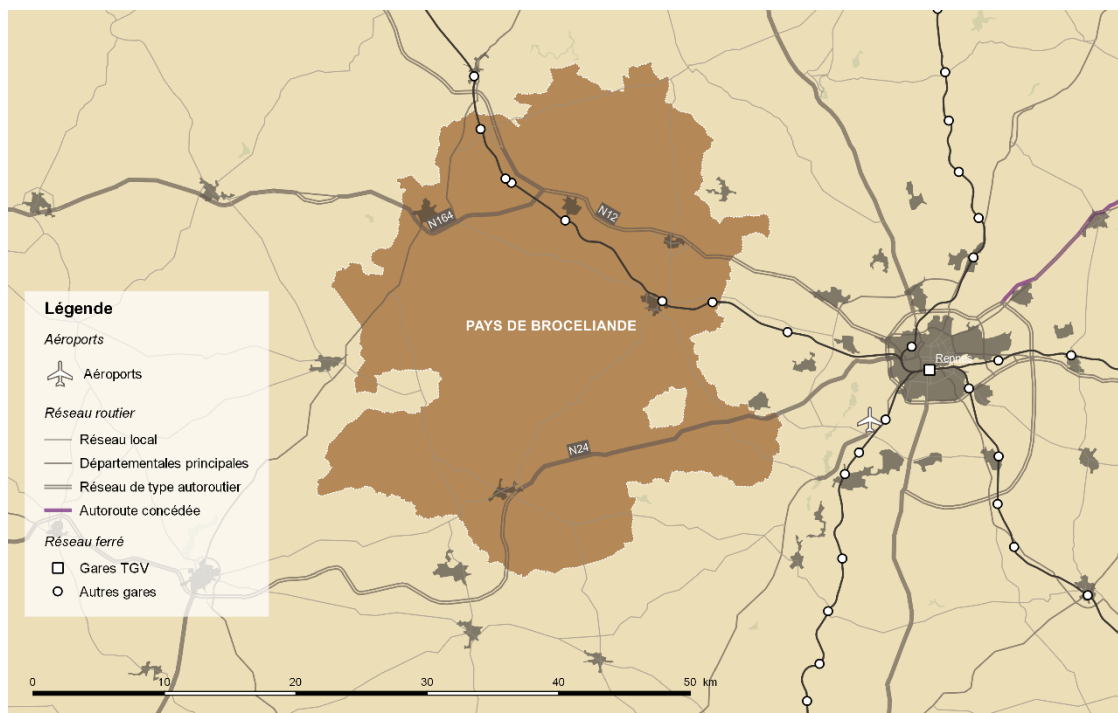 N164
N12
PAYS DE BROCELIANDE
Rennes
N24
Légende
Aéroports
Aéroports
Réseau routier
Réseau local
Départementales principales
Réseau de type autoroutier
Autoroute concédée
Réseau ferré
Gares TGV
Autres gares
0 10 20 30 40 50 km